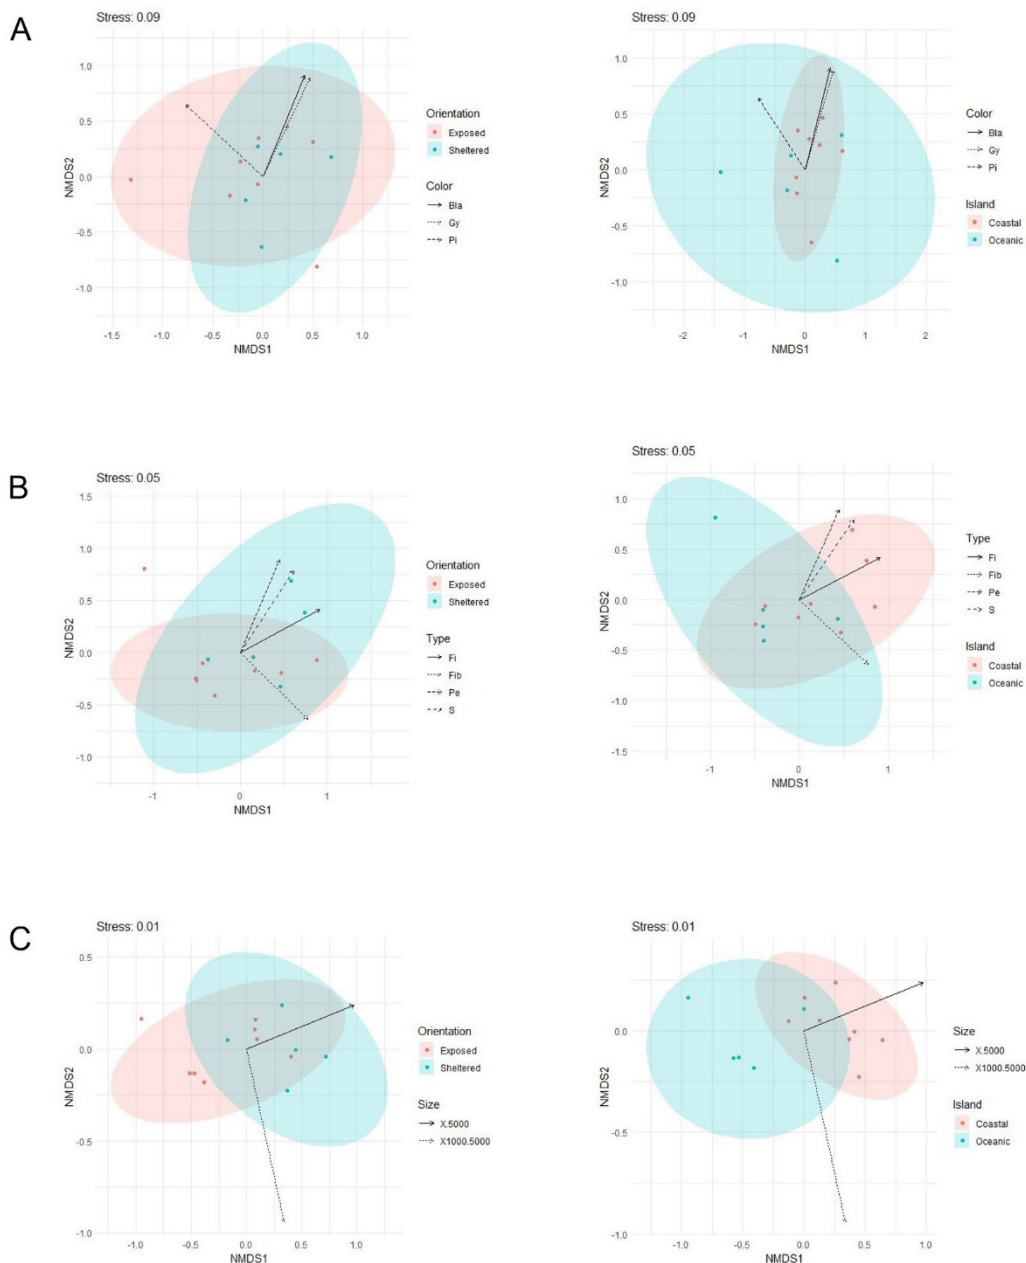 A
Stress: 0.09
1.0
0.5
0.0
-0.5
-1.0
NMDS2
-1.5 -1.0 -0.5 0.0 0.5 1.0
NMDS1
Orientation
Exposed
Sheltered
Color
Bla
Gy
Pi
Stress: 0.09
1.0
0.5
0.0
-0.5
-1.0
NMDS2
-2 -1 0 1 2
NMDS1
Color
Bla
Gy
Pi
Island
Coastal
Oceanic
B
Stress: 0.05
1.5
1.0
0.5
0.0
-0.5
-1.0
NMDS2
-1 0 1
NMDS1
Orientation
Exposed
Sheltered
Type
Fi
Fib
Pe
S
Stress: 0.05
1.0
0.5
0.0
-0.5
-1.0
-1.5
NMDS2
-1 0 1
NMDS1
Type
Fi
Fib
Pe
S
Island
Coastal
Oceanic
C
Stress: 0.01
0.5
0.0
-0.5
-1.0
NMDS2
-1.0 -0.5 0.0 0.5 1.0
NMDS1
Orientation
Exposed
Sheltered
Size
X.5000
X1000.5000
Stress: 0.01
0.5
0.0
-0.5
-1.0
NMDS2
-1.0 -0.5 0.0 0.5 1.0
NMDS1
Size
X.5000
X1000.5000
Island
Coastal
Oceanic